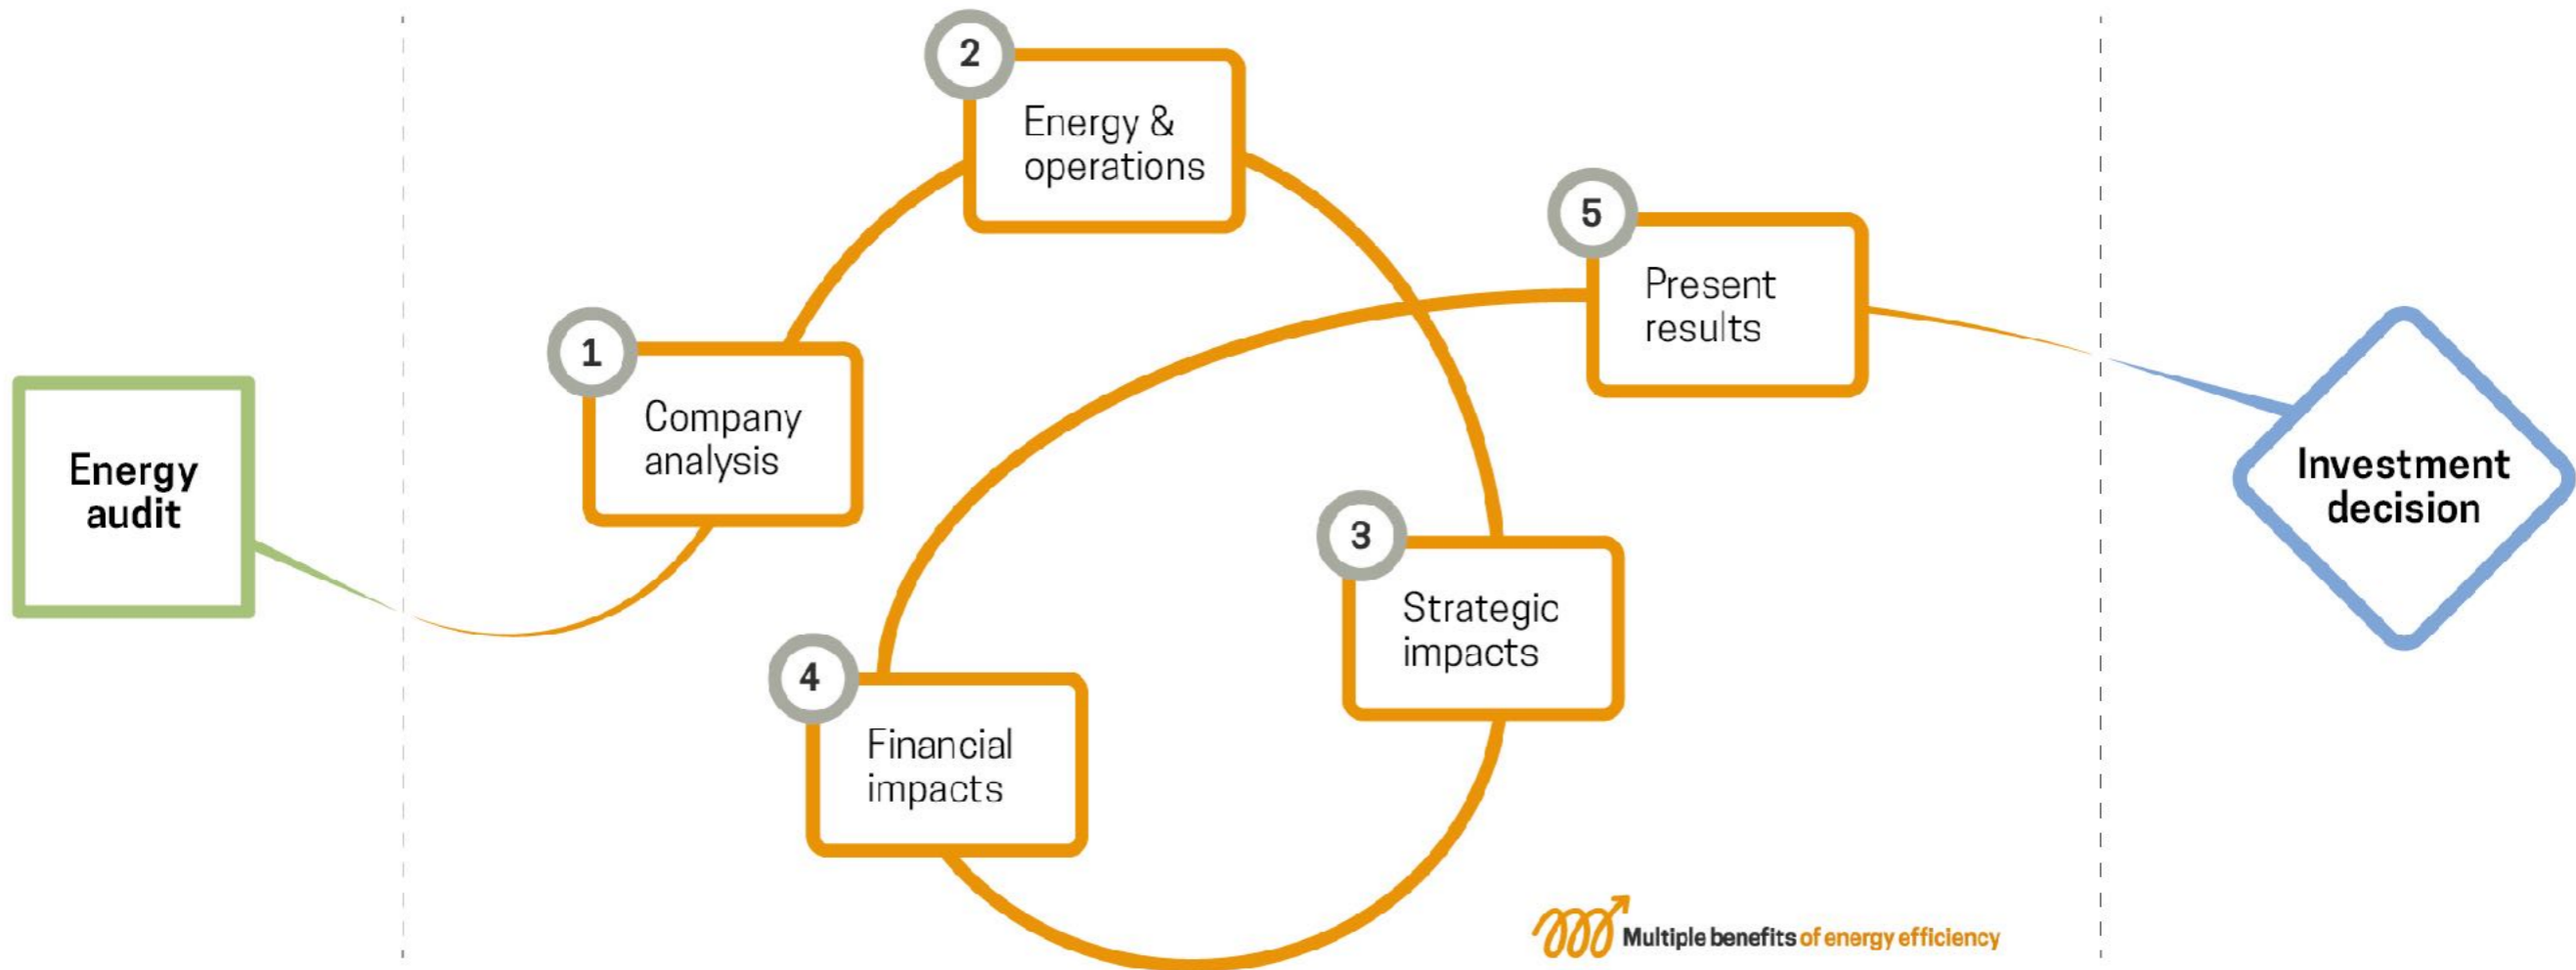 Energy
audit
1
Company
analysis
2
Energy &
operations
3
Strategic
impacts
4
Financial
impacts
5
Present
results
Investment
decision
Multiple benefits of energy efficiency